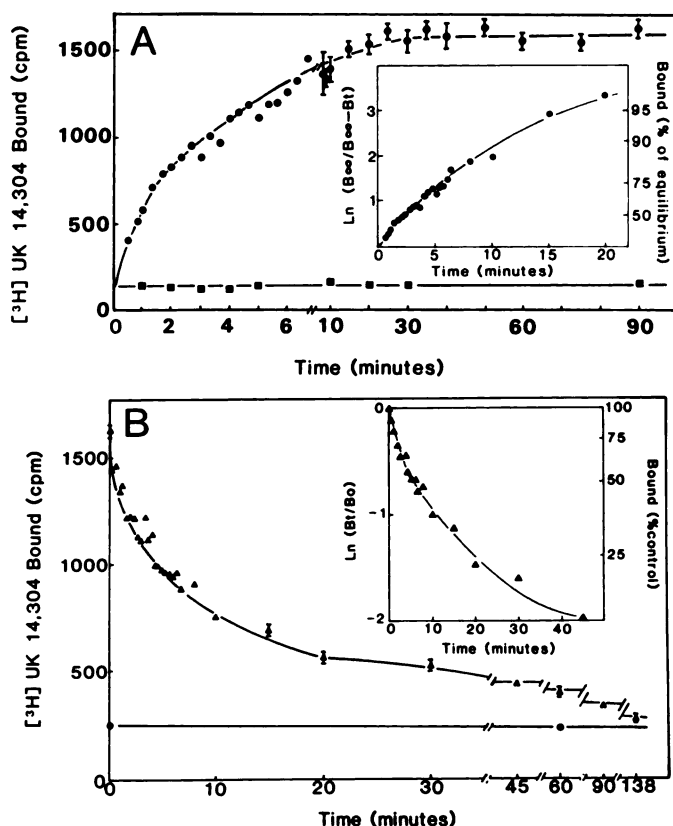 A
[³H] UK 14,304 Bound (cpm)
1500
1000
500
0
0 2 4 6 10 30 60 90
Time (minutes)
Ln (B∞/B∞−Bt)
3
2
1
0 5 10 15 20
Time (minutes)
95
90
75
50
Bound (% of equilibrium)
B
[³H] UK 14,304 Bound (cpm)
1500
1000
500
0
0 10 20 30 45 60 90 138
Time (minutes)
Ln (Bt/Bo)
0
−1
−2
0 10 20 30 40
Time (minutes)
100
75
50
25
Bound (%control)